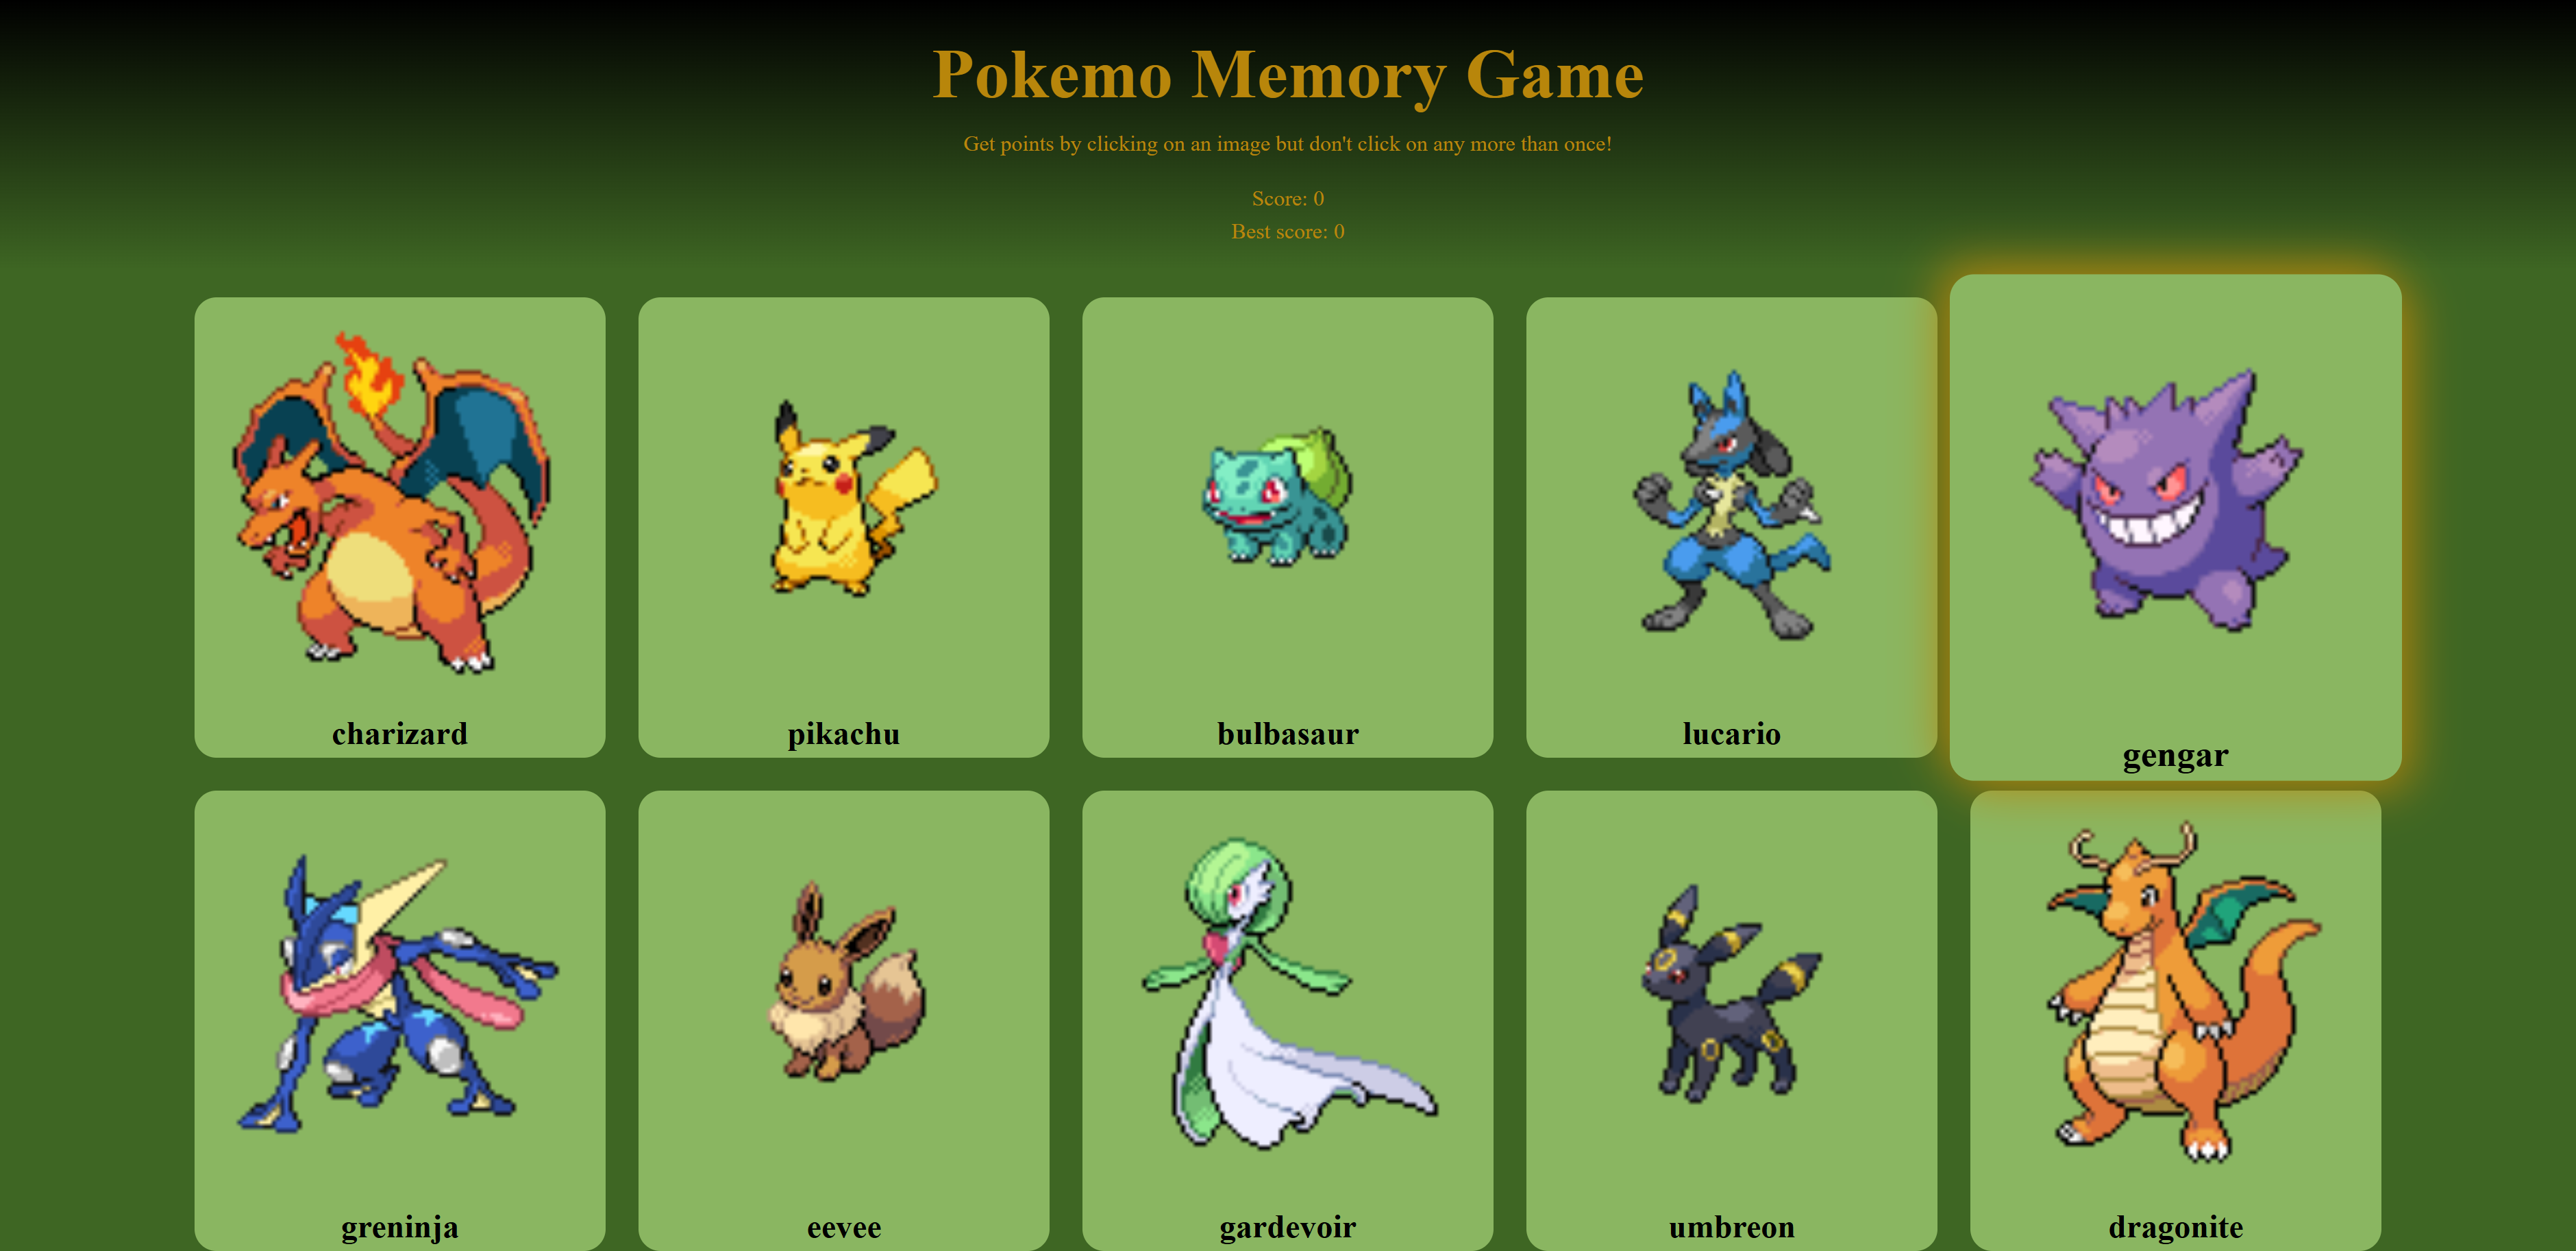 Pokemo Memory Game
Get points by clicking on an image but don't click on any more than once!
Score: 0
Best score: 0
charizard
pikachu
bulbasaur
lucario
gengar
greninja
eevee
gardevoir
umbreon
dragonite